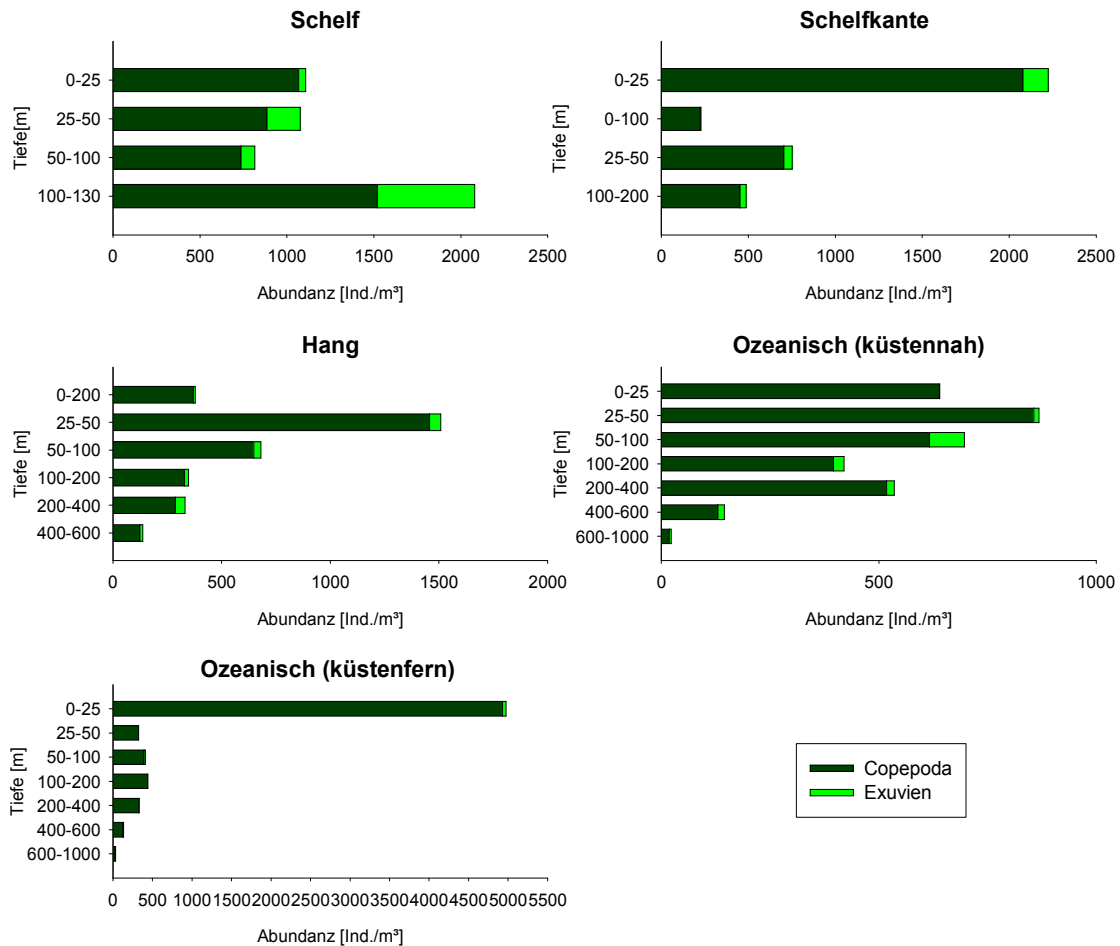 Schelf
Tiefe[m]
0-25
25-50
50-100
100-130
0 500 1000 1500 2000 2500
Abundanz [Ind./m³]
Schelfkante
Tiefe [m]
0-25
0-100
25-50
100-200
0 500 1000 1500 2000 2500
Abundanz [Ind./m³]
Hang
Tiefe [m]
0-200
25-50
50-100
100-200
200-400
400-600
0 500 1000 1500 2000
Abundanz [Ind./m³]
Ozeanisch (küstennah)
Tiefe [m]
0-25
25-50
50-100
100-200
200-400
400-600
600-1000
0 500 1000
Abundanz [Ind./m³]
Ozeanisch (küstenfern)
Tiefe [m]
0-25
25-50
50-100
100-200
200-400
400-600
600-1000
0 500 1000 1500 2000 2500 3000 3500 4000 4500 5000 5500
Abundanz [Ind./m³]
Copepoda
Exuvien